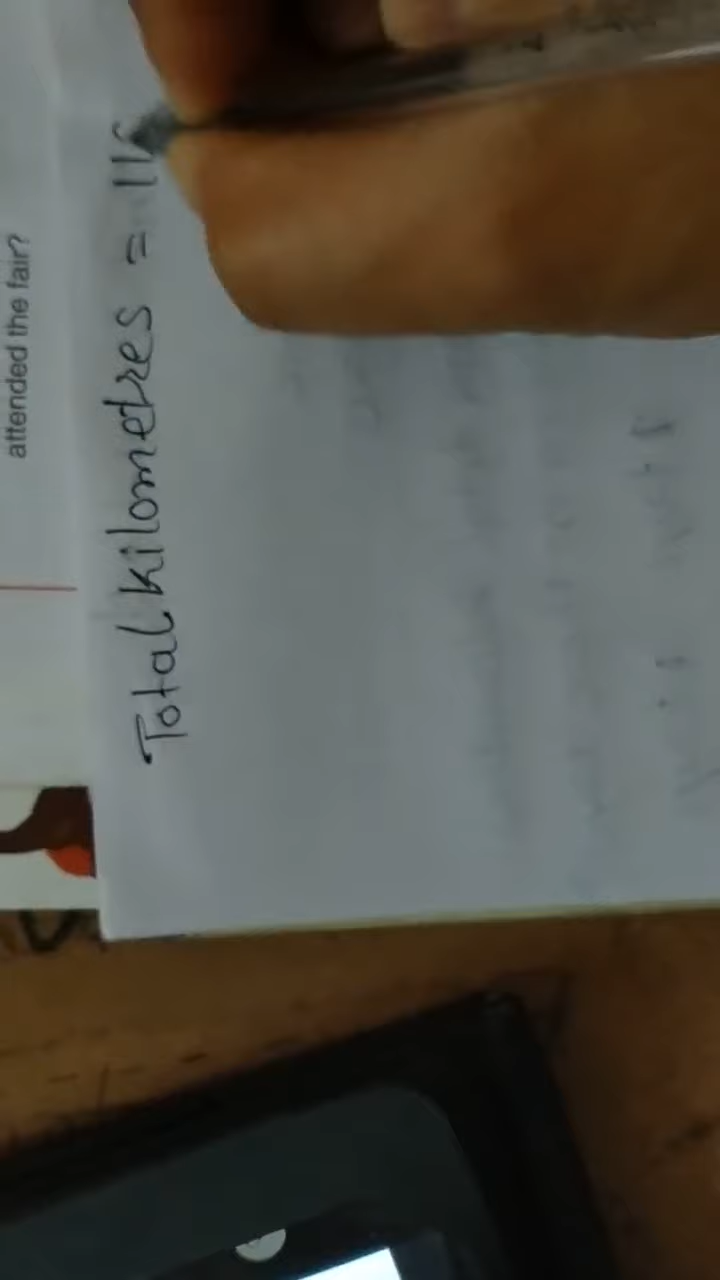 attended the fair?
Total kilometres = 11